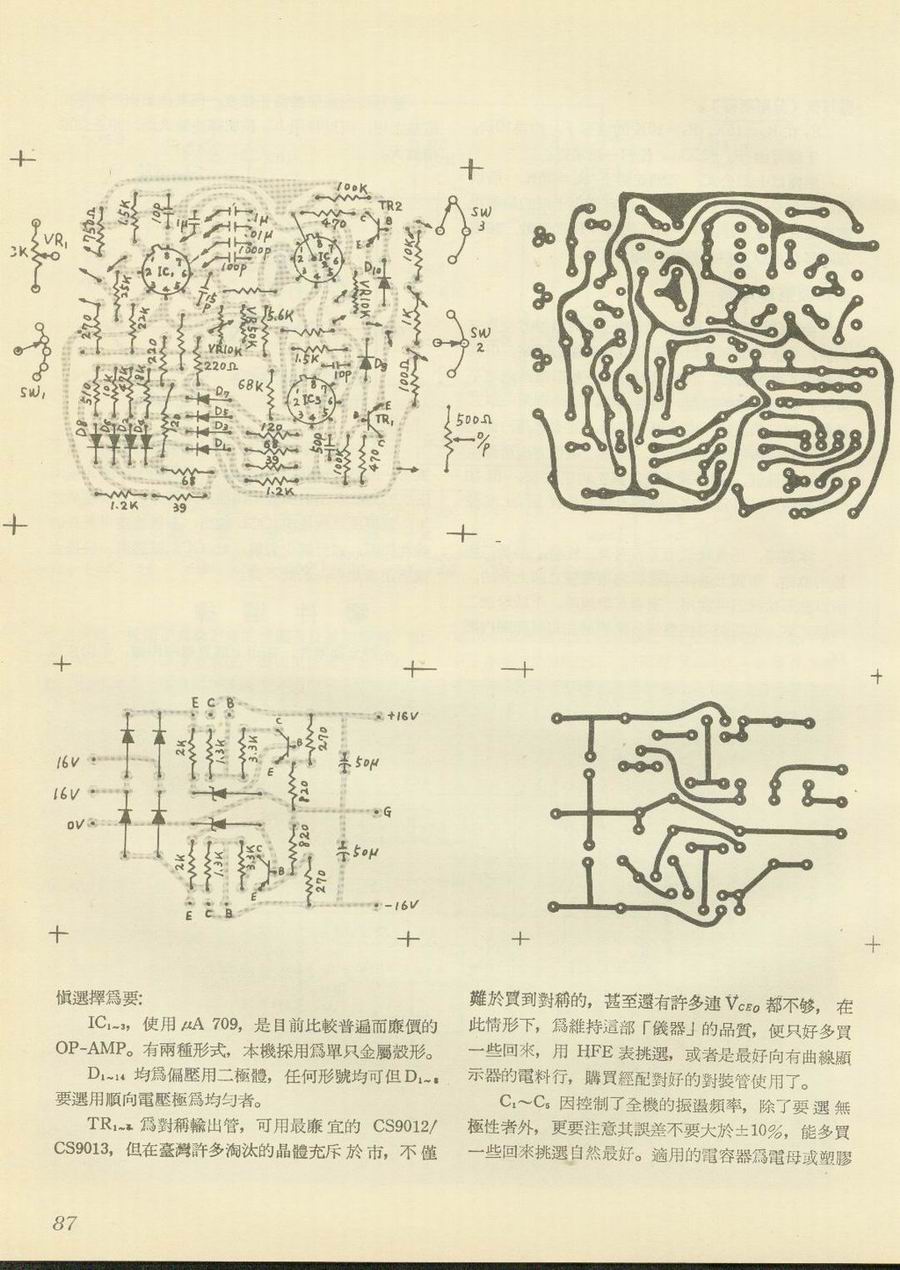 100K
TR2
C
B
E
470
SW
3
750Ω
1.5K
10p
1μ
.1μ
.01μ
1000p
100p
3K
VR1
IC1
IC2
D10
VR10K
10K
15p
25K
22K
270
VR05K
5.6K
1K
SW
2
SW1
220
VR10K
220Ω
1.5K
10p
D9
100Ω
68K
IC3
510
10K
47K
18K
D7
D5
D3
D1
D8
E
TR1
B
C
500Ω
O/P
120
68
39
1.2K
50p
100K
470
68
1.2K
39
E C B
+16V
C
B
E
270
2K
1.3K
3.3K
50μ
16V
820
16V
G
0V
820
50μ
2K
1.3K
3.3K
C
B
E
270
E C B
-16V
愼選擇爲要:
IC₁~₃，使用 μA 709，是目前比較普遍而廉價的
OP-AMP。有兩種形式，本機採用爲單只金屬殼形。
D₁~₁₄ 均爲偏壓用二極體，任何形號均可但 D₁~₈
要選用順向電壓極爲均勻者。
TR₁~₂ 爲對稱輸出管，可用最廉宜的 CS9012/
CS9013，但在臺灣許多淘汰的晶體充斥於市，不僅
難於買到對稱的，甚至還有許多連 V_CEO 都不够，在
此情形下，爲維持這部「儀器」的品質，便只好多買
一些回來，用 HFE 表挑選，或者是最好向有曲線顯
示器的電料行，購買經配對好的對裝管使用了。
C₁～C₅ 因控制了全機的振盪頻率，除了要選無
極性者外，更要注意其誤差不要大於±10%，能多買
一些回來挑選自然最好。適用的電容器爲電母或塑膠
87